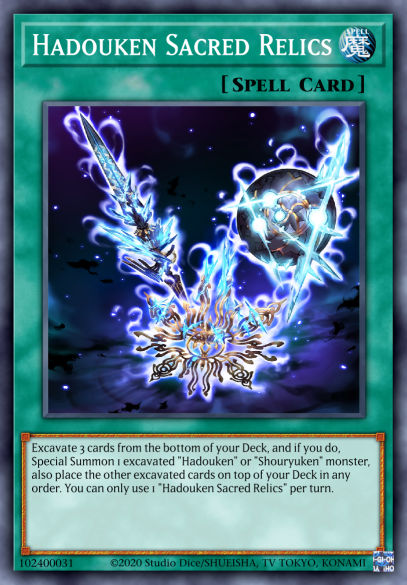 Hadouken Sacred Relics
SPELL
魔
[ Spell Card ]
Excavate 3 cards from the bottom of your Deck, and if you do,
Special Summon 1 excavated "Hadouken" or "Shouryuken" monster,
also place the other excavated cards on top of your Deck in any
order. You can only use 1 "Hadouken Sacred Relics" per turn.
102400031 ©2020 Studio Dice/SHUEISHA, TV TOKYO, KONAMI